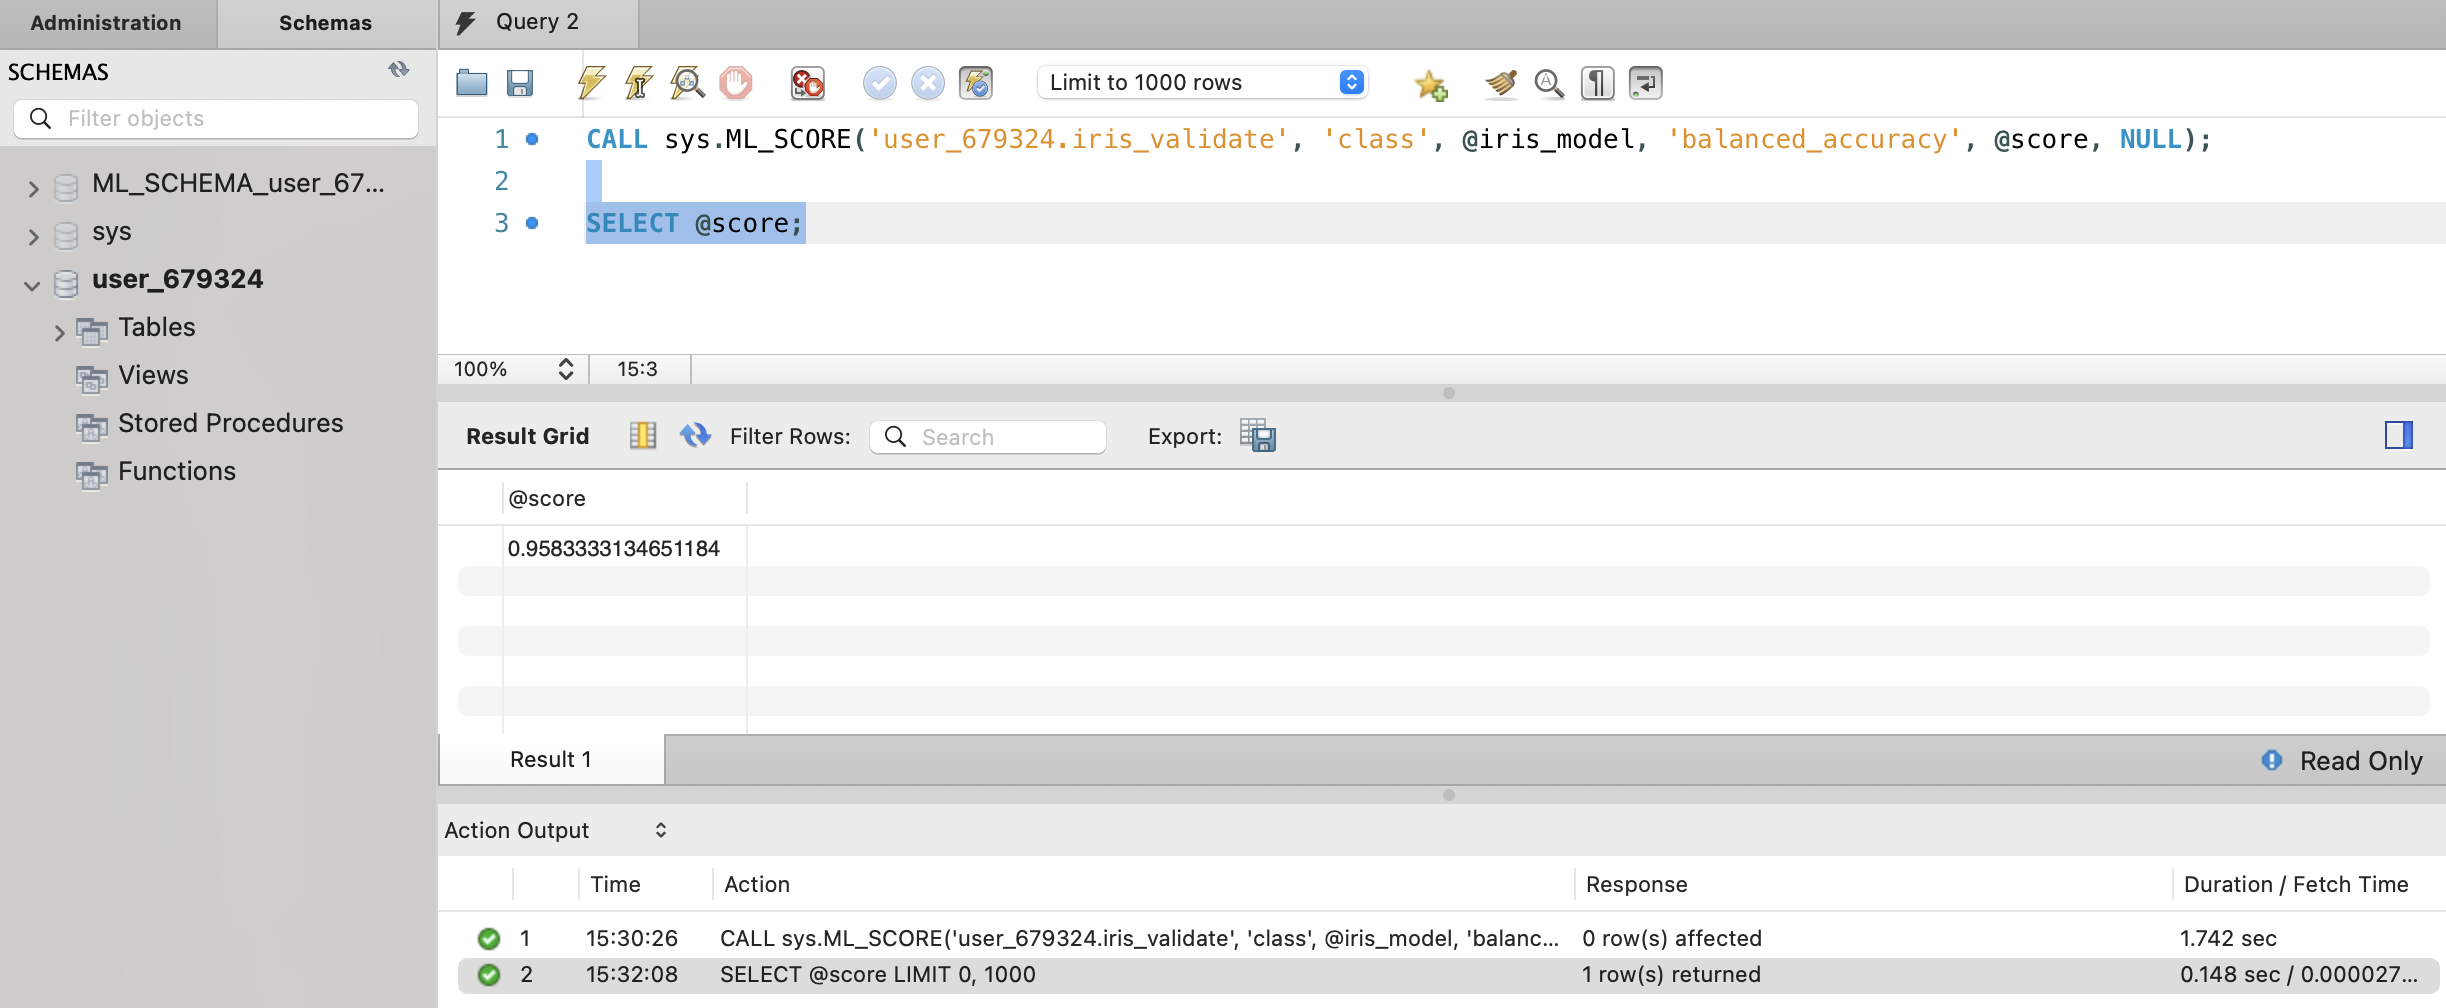 Administration Schemas Query 2
SCHEMAS
Filter objects
Limit to 1000 rows
ML_SCHEMA_user_67...
sys
user_679324
Tables
Views
Stored Procedures
Functions
1 CALL sys.ML_SCORE('user_679324.iris_validate', 'class', @iris_model, 'balanced_accuracy', @score, NULL);
2
3 SELECT @score;
100% 15:3
Result Grid Filter Rows: Search Export:
@score
0.9583333134651184
Result 1 Read Only
Action Output
Time Action Response Duration / Fetch Time
1 15:30:26 CALL sys.ML_SCORE('user_679324.iris_validate', 'class', @iris_model, 'balanc... 0 row(s) affected 1.742 sec
2 15:32:08 SELECT @score LIMIT 0, 1000 1 row(s) returned 0.148 sec / 0.000027...